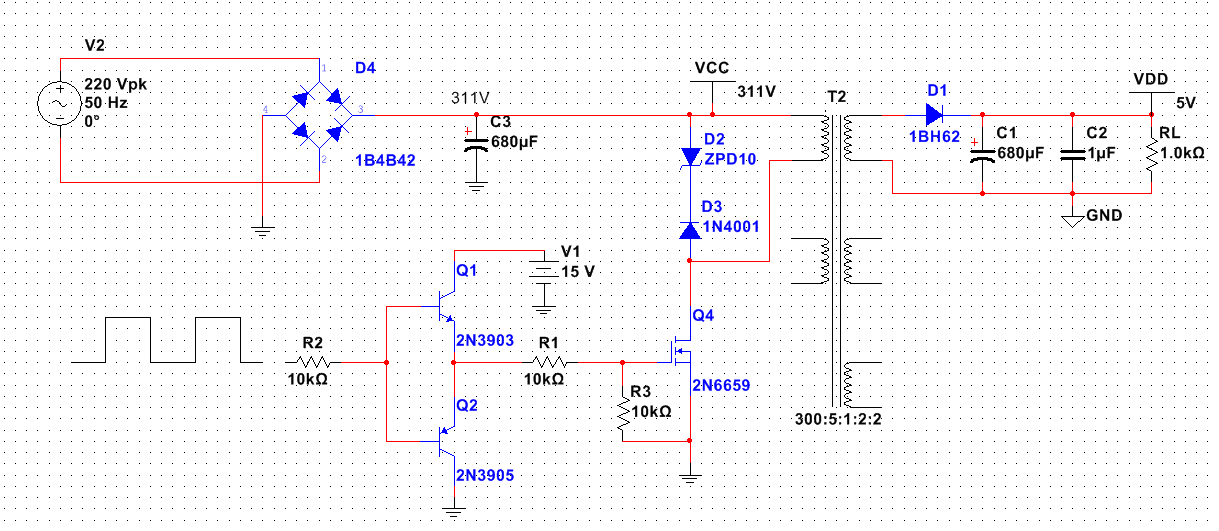 V2
220 Vpk
50 Hz
0°
D4
1
4
3
2
1B4B42
311V
C3
+
680µF
VCC
311V
D2
ZPD10
D3
1N4001
T2
300:5:1:2:2
D1
1BH62
VDD
5V
C1
+
680µF
C2
1µF
RL
1.0kΩ
GND
V1
15 V
Q1
2N3903
R2
10kΩ
R1
10kΩ
Q2
2N3905
R3
10kΩ
Q4
2N6659